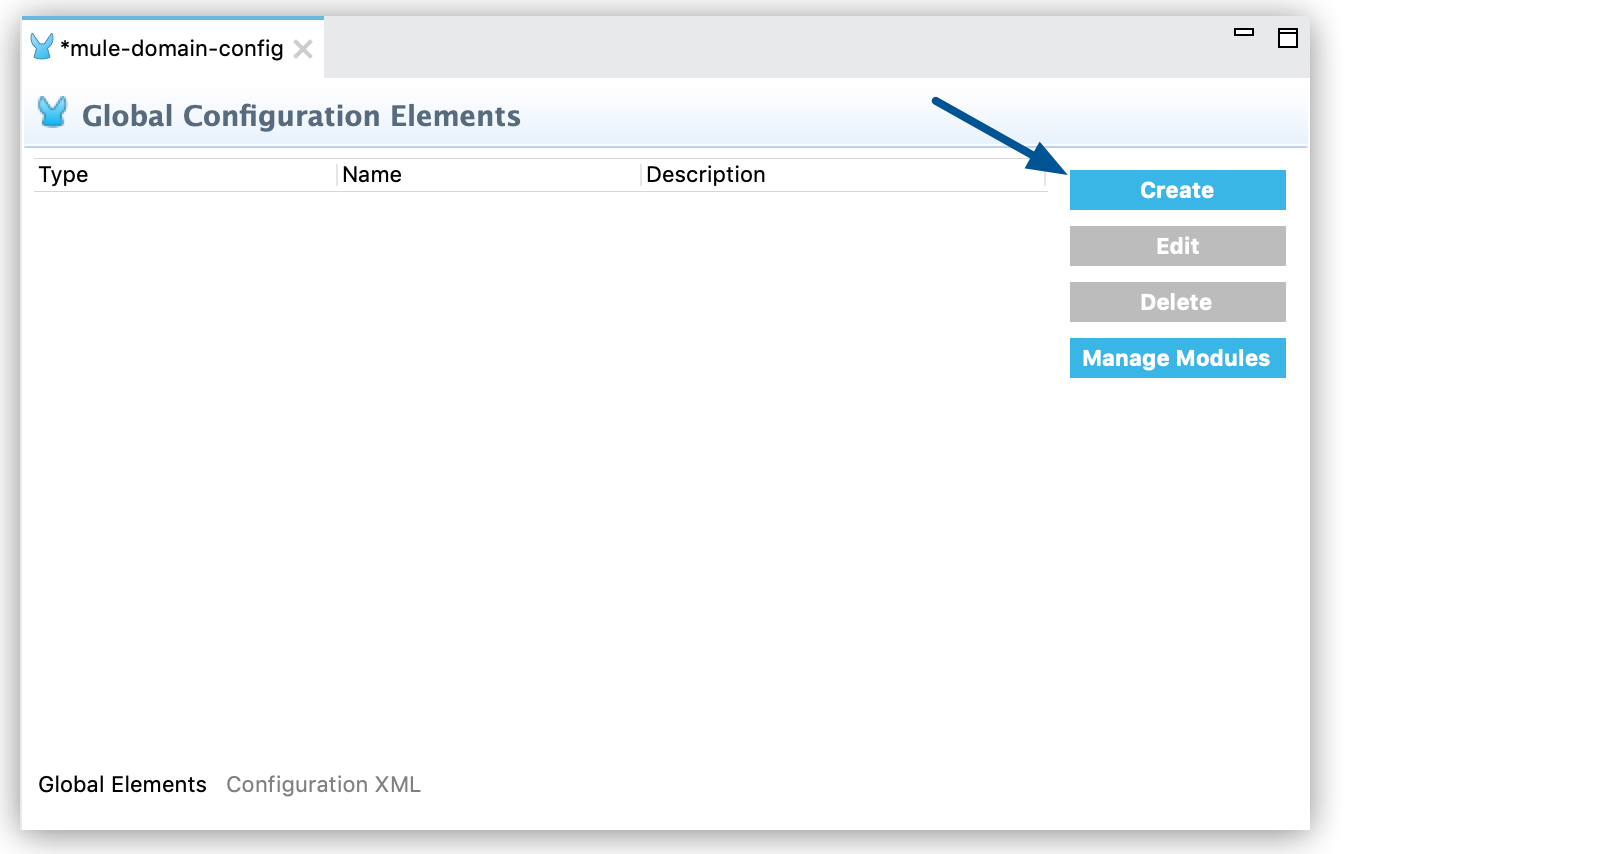 *mule-domain-config
Global Configuration Elements
Type Name Description
Create
Edit
Delete
Manage Modules
Global Elements Configuration XML